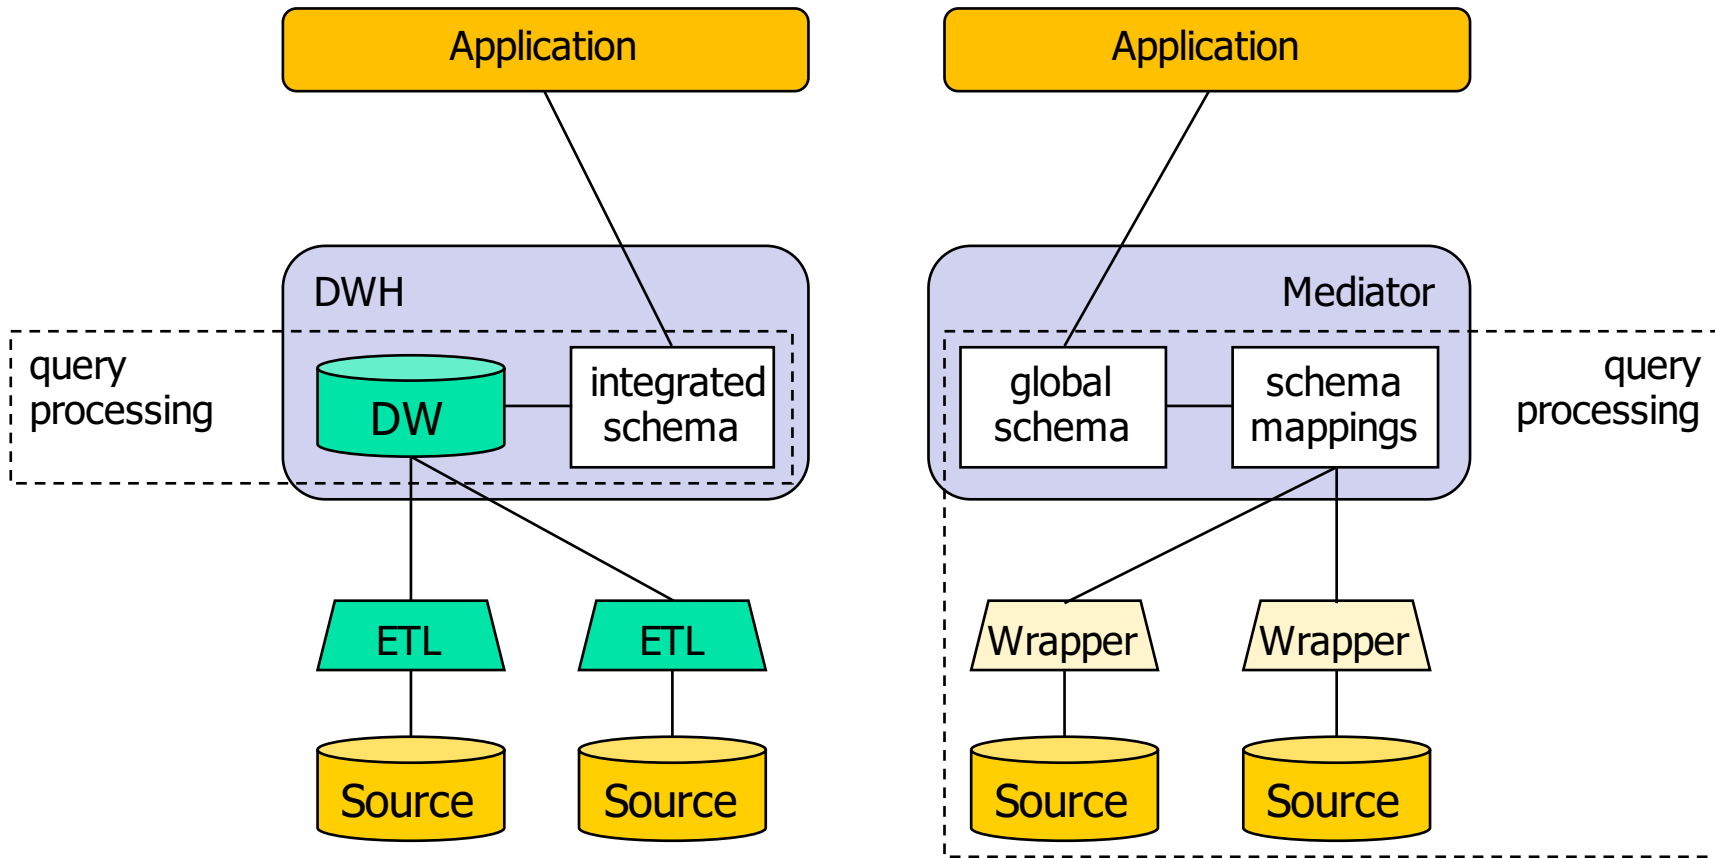 Application
Application
DWH
Mediator
query
processing
DW
integrated
schema
global
schema
schema
mappings
query
processing
ETL
ETL
Wrapper
Wrapper
Source
Source
Source
Source